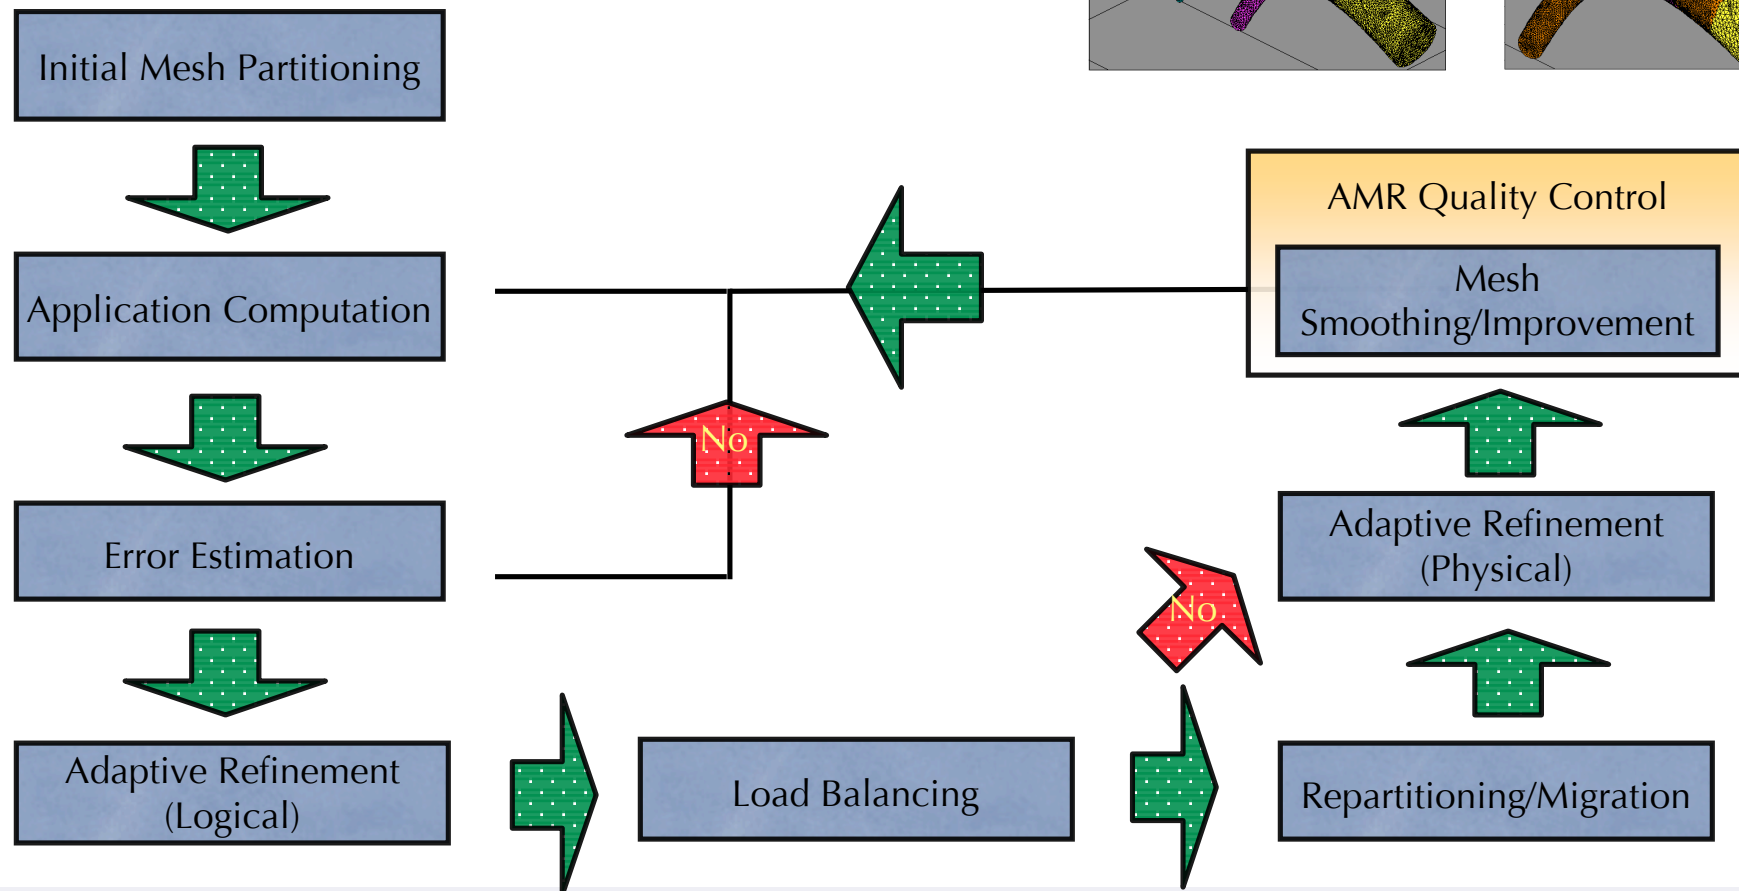 Initial Mesh Partitioning
AMR Quality Control
Mesh
Smoothing/Improvement
Application Computation
No
Error Estimation
Adaptive Refinement
(Physical)
No
Adaptive Refinement
(Logical)
Load Balancing
Repartitioning/Migration